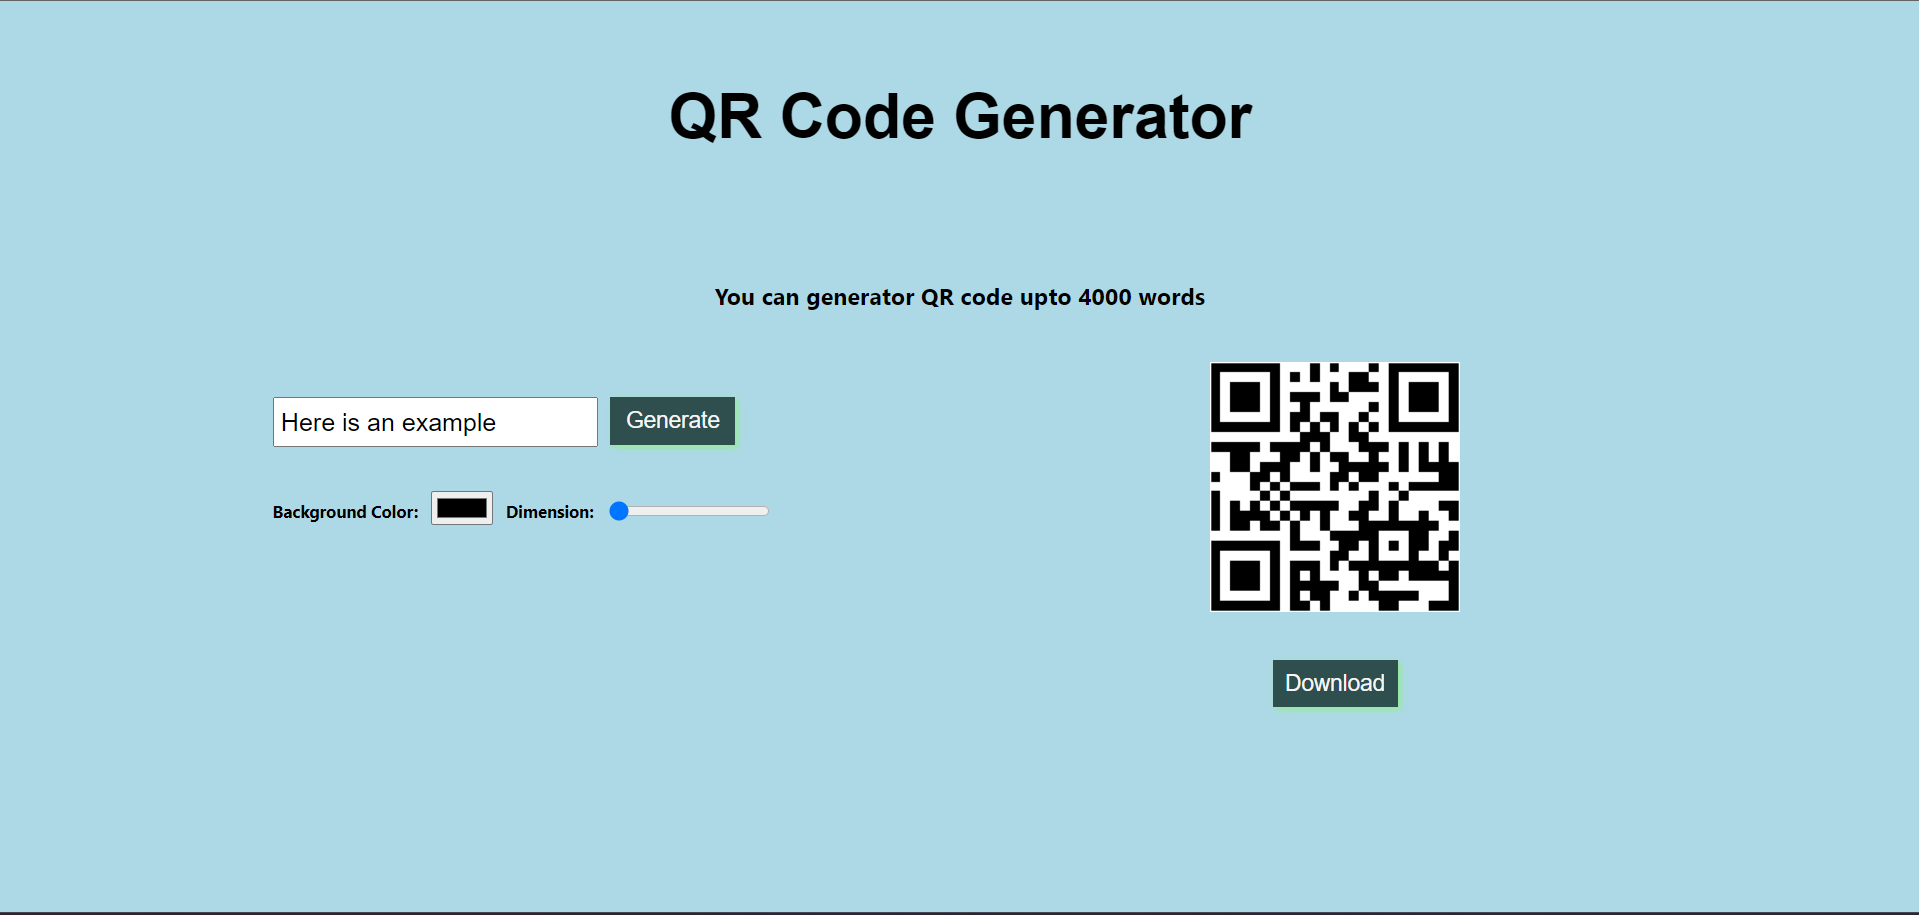 QR Code Generator
You can generator QR code upto 4000 words
Here is an example
Generate
Background Color:
Dimension:
Download